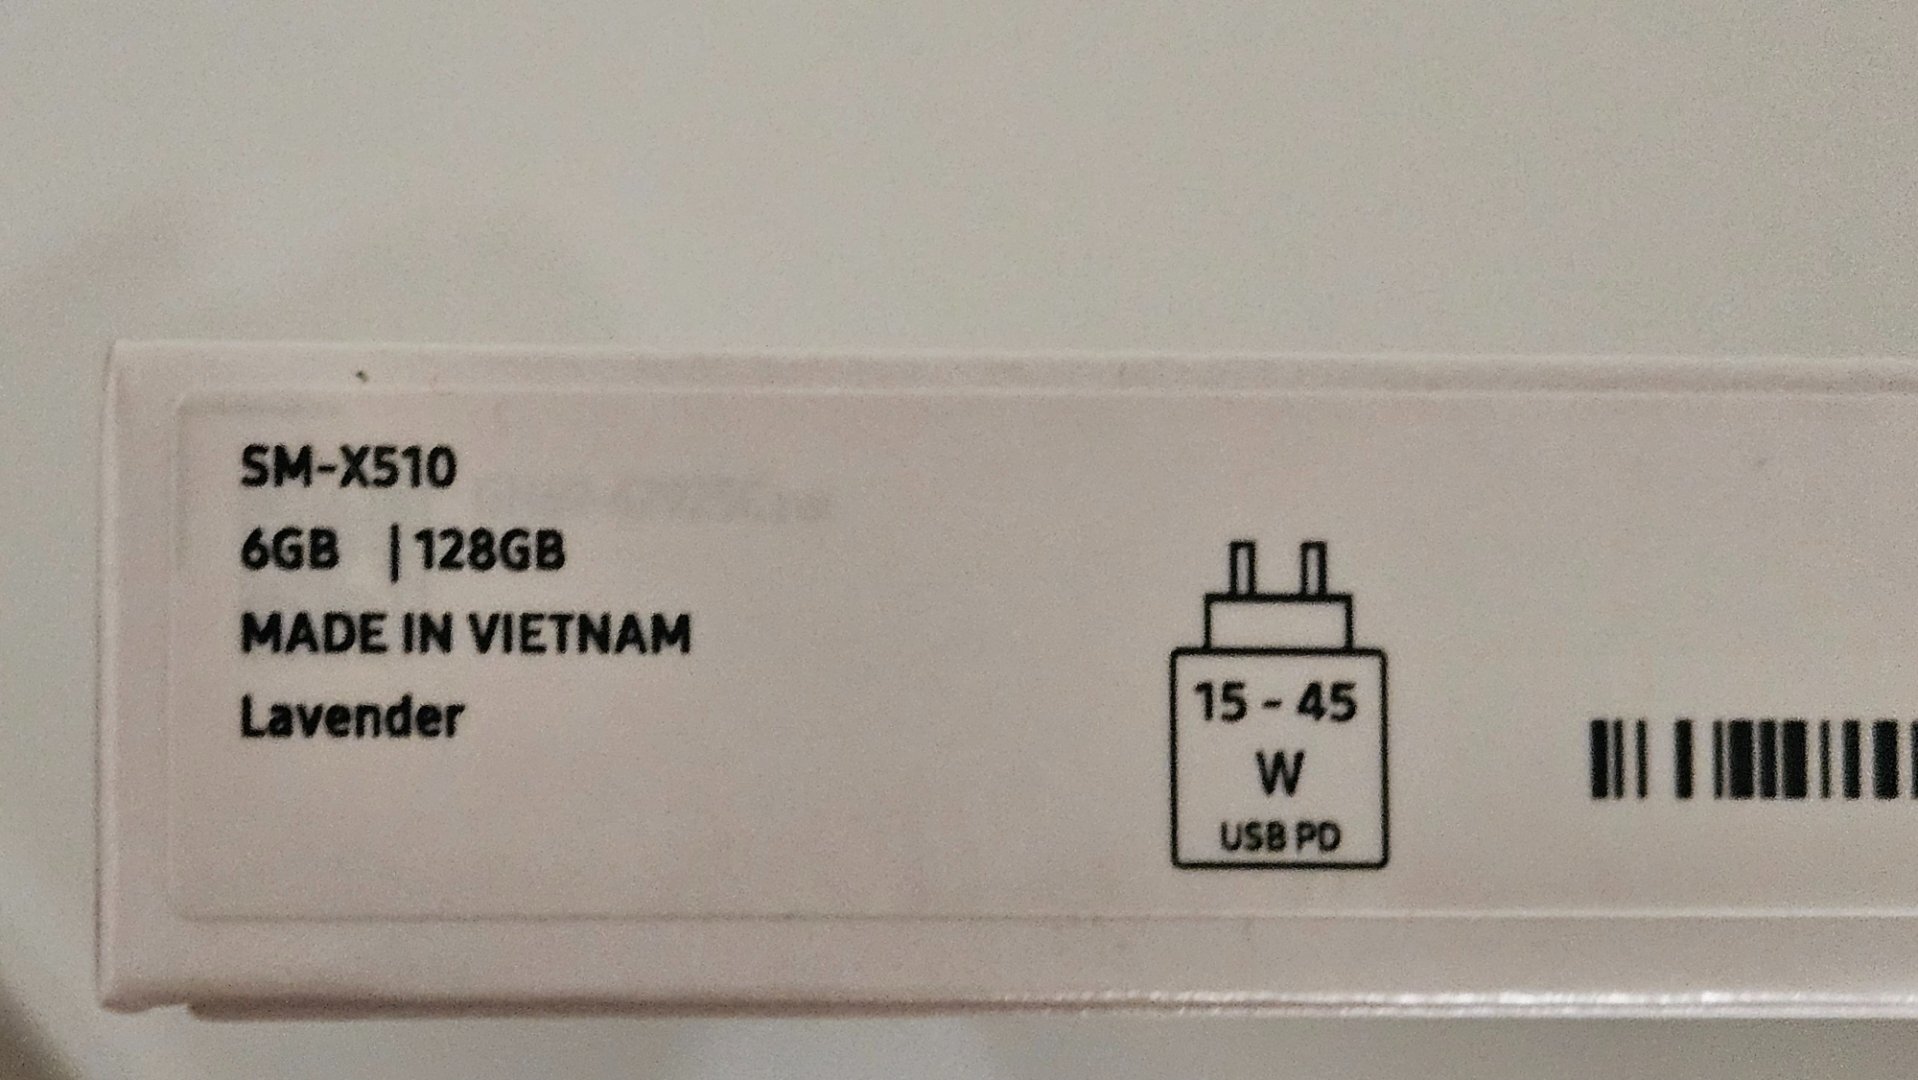 SM-X510
6GB | 128GB
MADE IN VIETNAM
Lavender
15 - 45
W
USB PD